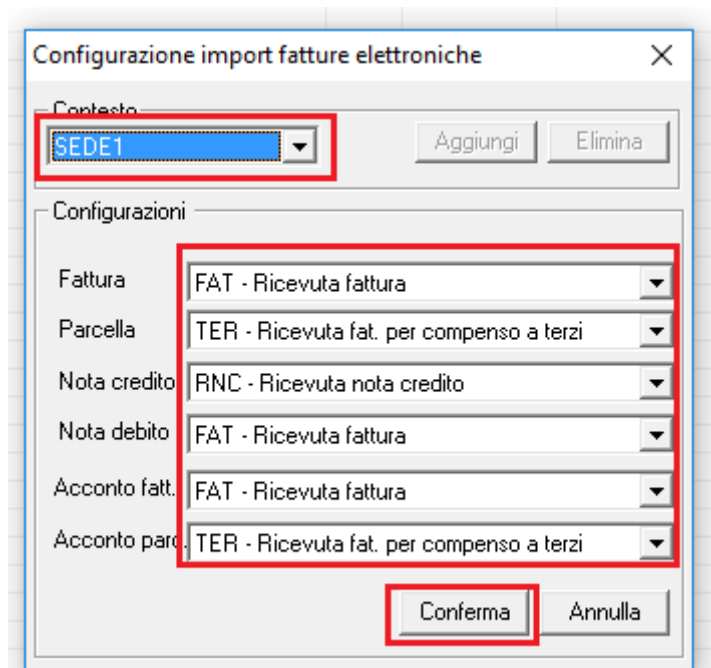 Configurazione import fatture elettroniche
Contesto
SEDE1 Aggiungi Elimina
Configurazioni
Fattura FAT - Ricevuta fattura
Parcella TER - Ricevuta fat. per compenso a terzi
Nota credito RNC - Ricevuta nota credito
Nota debito FAT - Ricevuta fattura
Acconto fatt. FAT - Ricevuta fattura
Acconto parc. TER - Ricevuta fat. per compenso a terzi
Conferma Annulla